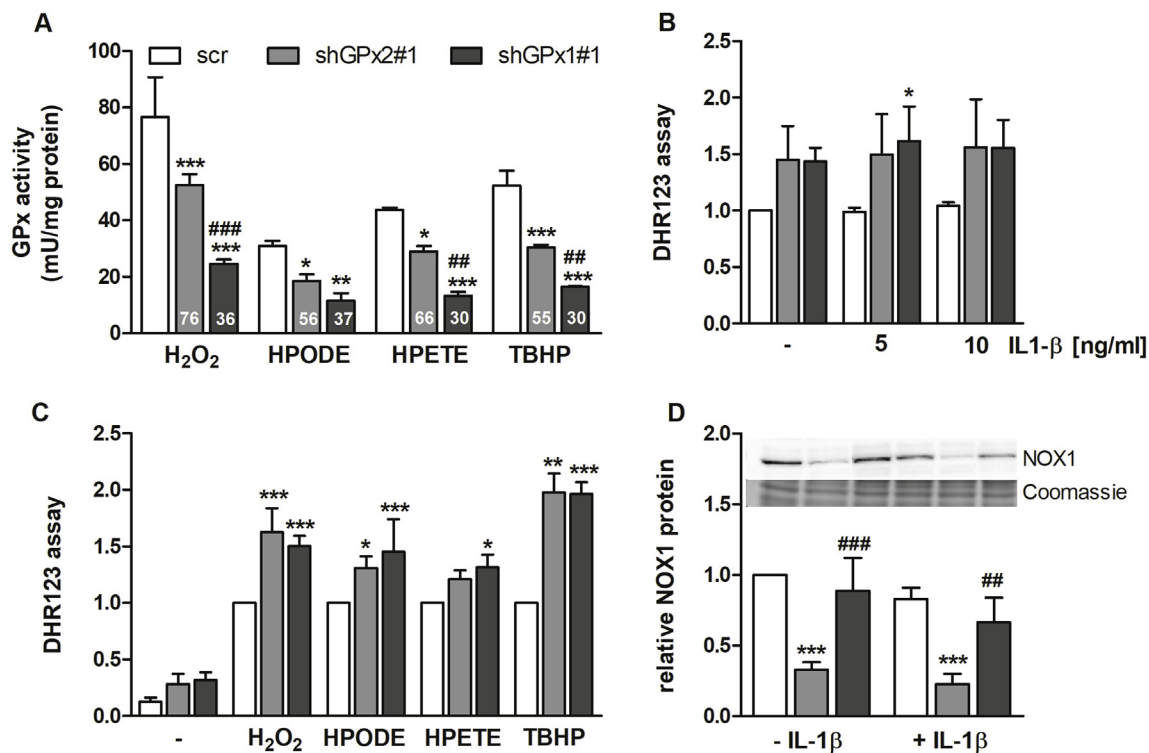 A
GPx activity
(mU/mg protein)
100
80
60
40
20
0
scr
shGPx2#1
shGPx1#1
***
###
***
*
**
*
##
***
***
##
***
76
36
56
37
66
30
55
30
H₂O₂
HPODE
HPETE
TBHP
B
DHR123 assay
2.5
2.0
1.5
1.0
0.5
0.0
*
-
5
10
IL1-β [ng/ml]
C
DHR123 assay
2.5
2.0
1.5
1.0
0.5
0.0
***
***
*
***
*
**
***
-
H₂O₂
HPODE
HPETE
TBHP
D
relative NOX1 protein
2.0
1.5
1.0
0.5
0.0
NOX1
Coomassie
***
###
***
##
- IL-1β
+ IL-1β